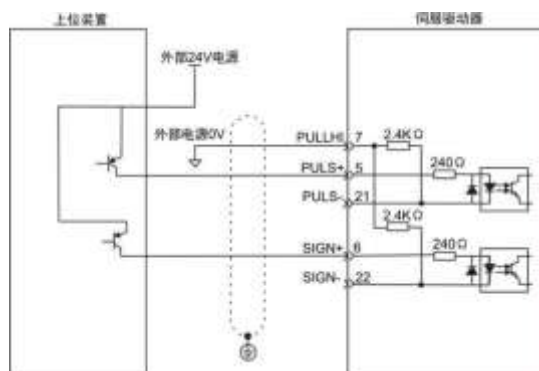 上位装置
伺服驱动器
外部24V电源
外部电源0V
PULLHI 7
2.4KΩ
240Ω
PULS+ 5
PULS- 21
2.4KΩ
240Ω
SIGN+ 6
SIGN- 22